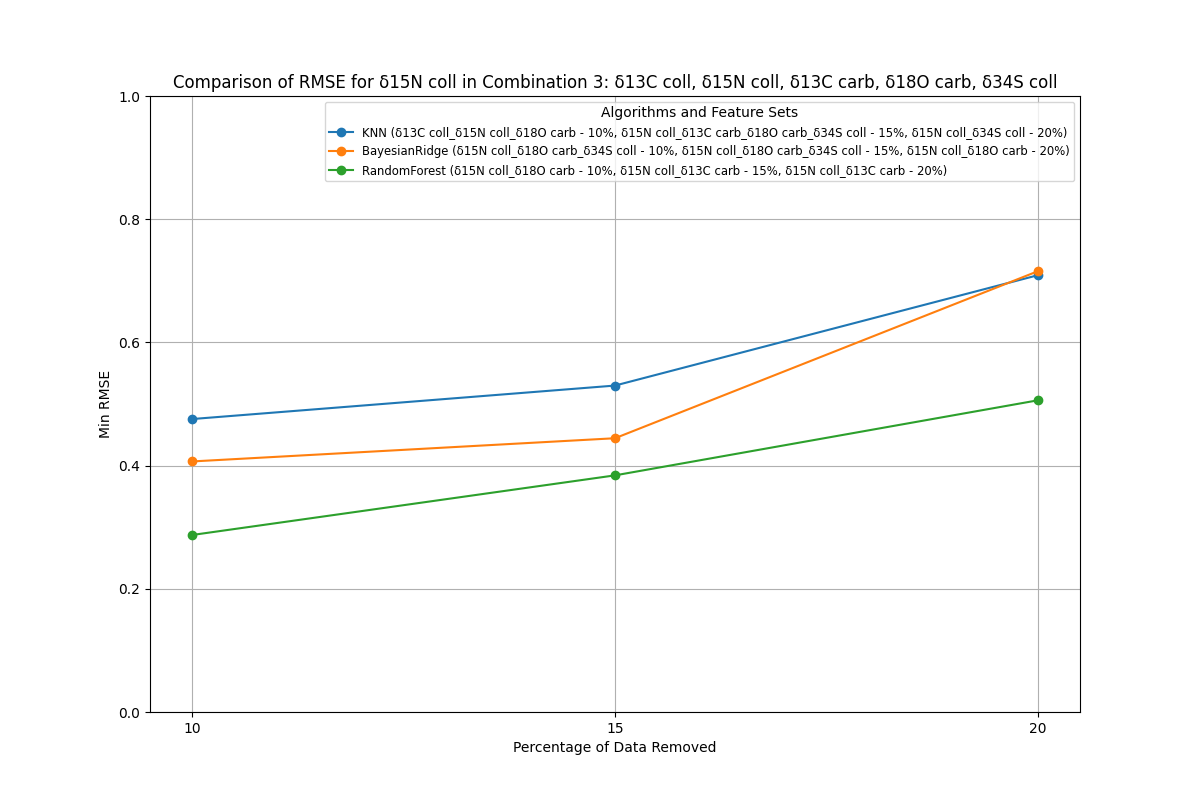 Comparison of RMSE for δ15N coll in Combination 3: δ13C coll, δ15N coll, δ13C carb, δ18O carb, δ34S coll
1.0
Algorithms and Feature Sets
KNN (δ13C coll_δ15N coll_δ18O carb - 10%, δ15N coll_δ13C carb_δ18O carb_δ34S coll - 15%, δ15N coll_δ34S coll - 20%)
BayesianRidge (δ15N coll_δ18O carb_δ34S coll - 10%, δ15N coll_δ18O carb_δ34S coll - 15%, δ15N coll_δ18O carb - 20%)
RandomForest (δ15N coll_δ18O carb - 10%, δ15N coll_δ13C carb - 15%, δ15N coll_δ13C carb - 20%)
0.8
0.6
Min RMSE
0.4
0.2
0.0
10 15 20
Percentage of Data Removed